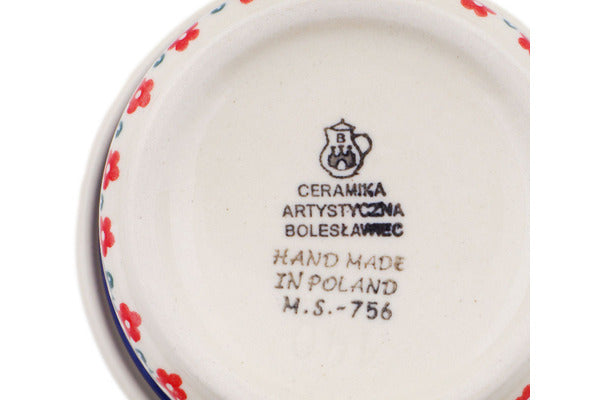 B
CERAMIKA
ARTYSTYCZNA
BOLESŁAWIEC
HAND MADE
IN POLAND
M.S.-756